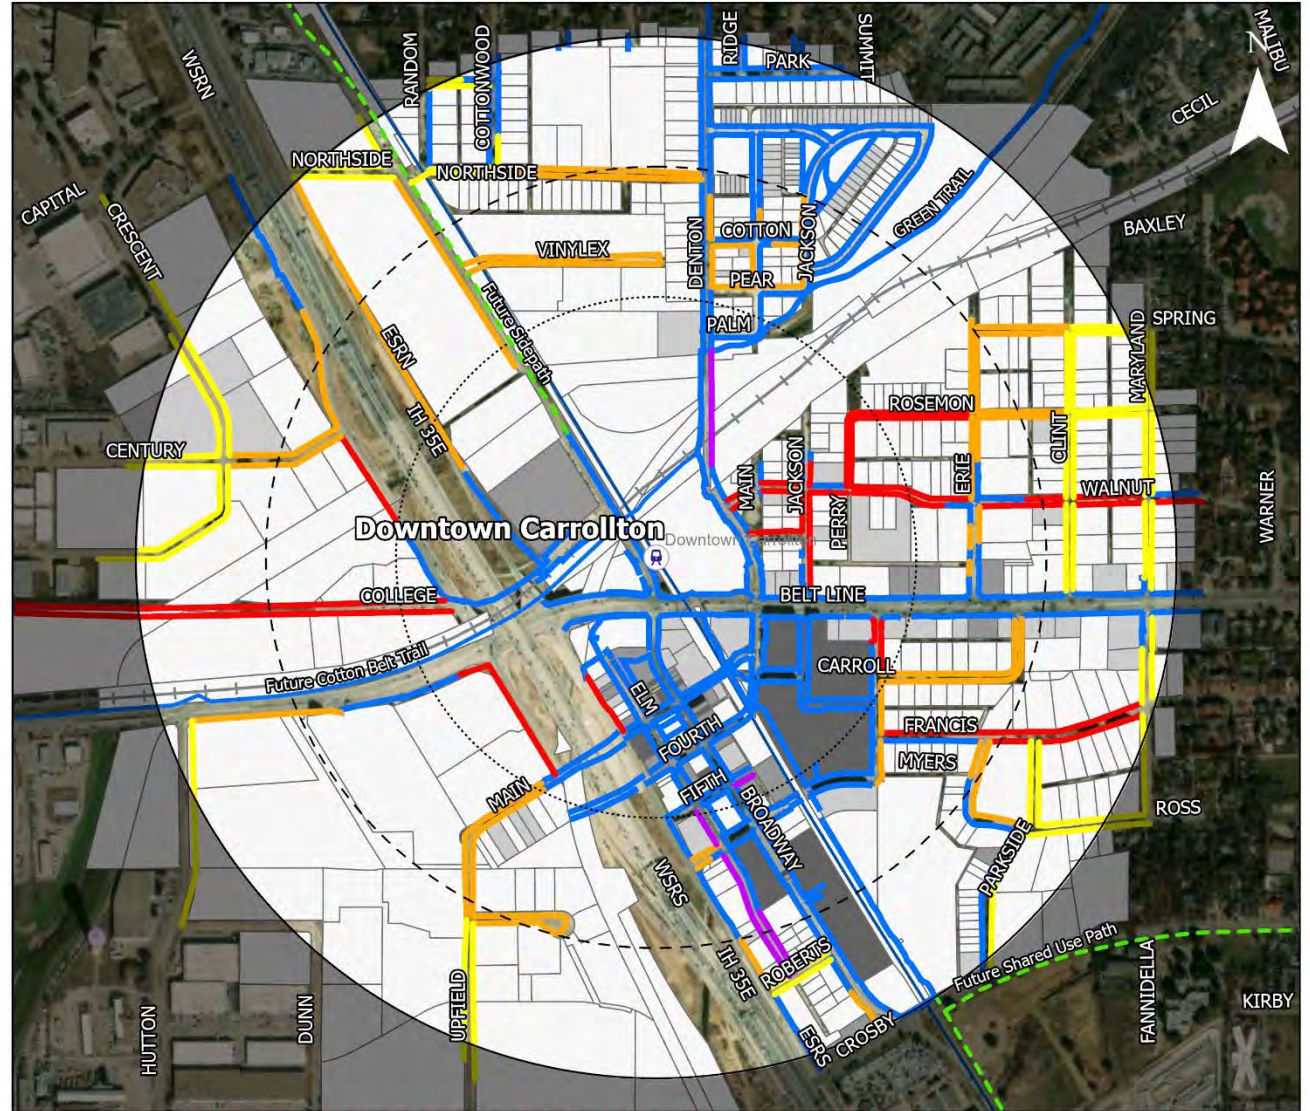 MALIBU
N
RIDGE
SUMMIT
PARK
RANDOM
COTTONWOOD
WSRN
CECIL
NORTHSIDE
NORTHSIDE
CAPITAL
CRESCENT
GREEN TRAIL
BAXLEY
COTTON
JACKSON
DENTON
VINYLEX
PEAR
PALM
Future Sidepath
SPRING
MARYLAND
ESRN
IH 35E
ROSEMON
CLINT
CENTURY
ERIE
MAIN
JACKSON
WALNUT
PERRY
WARNER
Downtown Carrollton
Downtown Carrollton
COLLEGE
BELT LINE
Future Cotton Belt Trail
CARROLL
ELM
FRANCIS
FOURTH
MYERS
MAIN
FIFTH
BROADWAY
ROSS
PARKSIDE
WSRS
Future Shared Use Path
ROBERTS
IH 35E
FANNIDELLA
KIRBY
UPFIELD
DUNN
HUTTON
ESRS
CROSBY